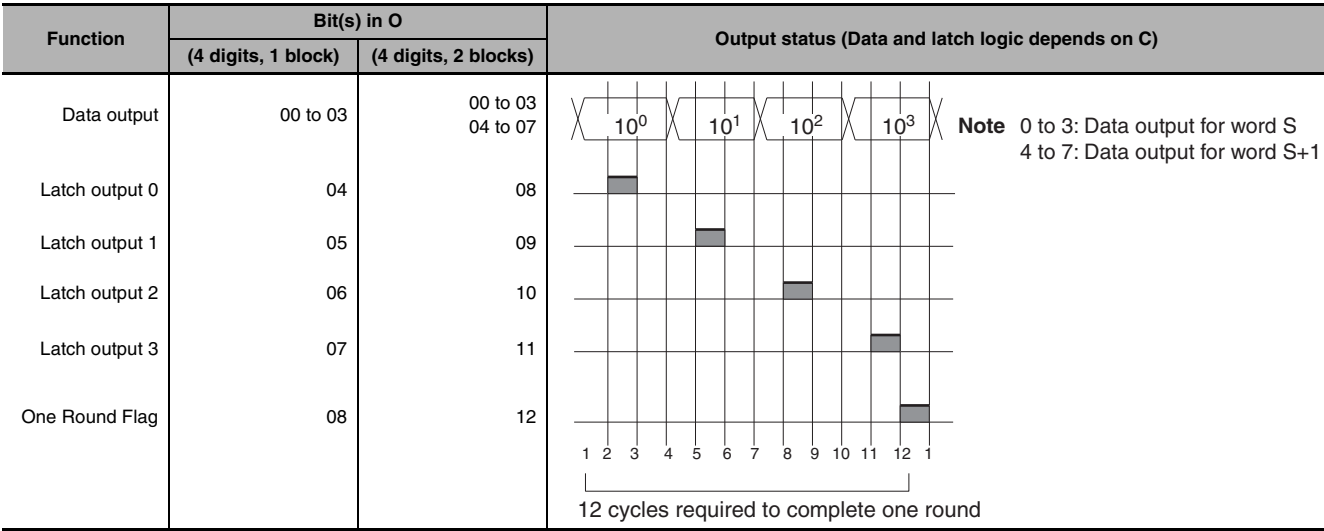 Function
Bit(s) in O
Output status (Data and latch logic depends on C)
(4 digits, 1 block)
(4 digits, 2 blocks)
Data output
00 to 03
00 to 03
04 to 07
10⁰ 10¹ 10² 10³
Note 0 to 3: Data output for word S
4 to 7: Data output for word S+1
Latch output 0 04 08
Latch output 1 05 09
Latch output 2 06 10
Latch output 3 07 11
One Round Flag 08 12
1 2 3 4 5 6 7 8 9 10 11 12 1
12 cycles required to complete one round